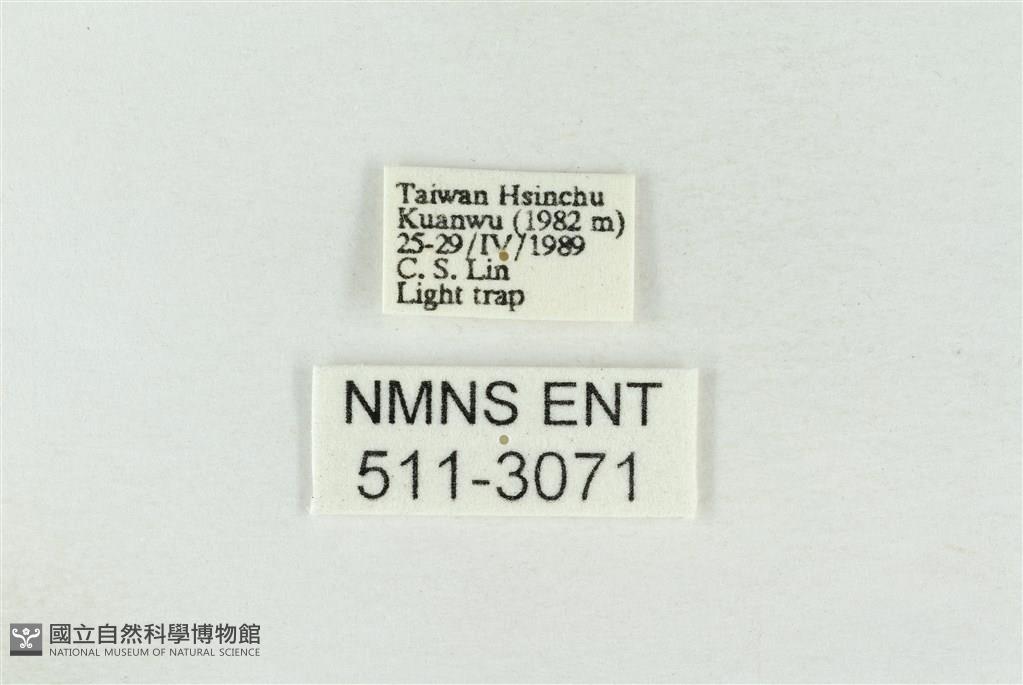 Taiwan Hsinchu
Kuanwu (1982 m)
25-29/IV/1989
C. S. Lin
Light trap
NMNS ENT
511-3071
國立自然科學博物館
NATIONAL MUSEUM OF NATURAL SCIENCE